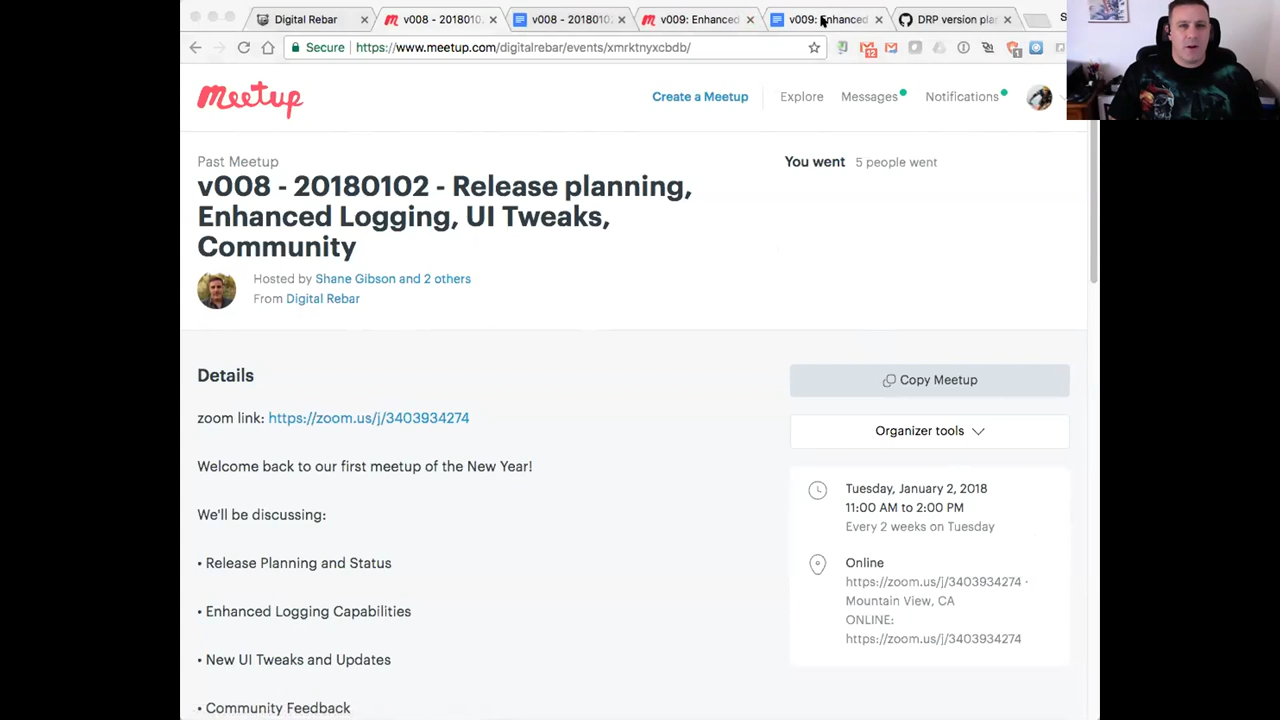 Digital Rebar
v008 - 20180102
v008 - 20180102
v009: Enhanced
v009: Enhanced
DRP version pla
Secure
https://www.meetup.com/digitalrebar/events/xmrktnyxcbdb/
12
1
Meetup
Create a Meetup
Explore
Messages
Notifications
Past Meetup
v008 - 20180102 - Release planning,
Enhanced Logging, UI Tweaks,
Community
You went
5 people went
Hosted by Shane Gibson and 2 others
From Digital Rebar
Details
Copy Meetup
zoom link: https://zoom.us/j/3403934274
Organizer tools
Welcome back to our first meetup of the New Year!
Tuesday, January 2, 2018
11:00 AM to 2:00 PM
Every 2 weeks on Tuesday
We'll be discussing:
• Release Planning and Status
Online
https://zoom.us/j/3403934274 ·
Mountain View, CA
ONLINE:
https://zoom.us/j/3403934274
• Enhanced Logging Capabilities
• New UI Tweaks and Updates
• Community Feedback